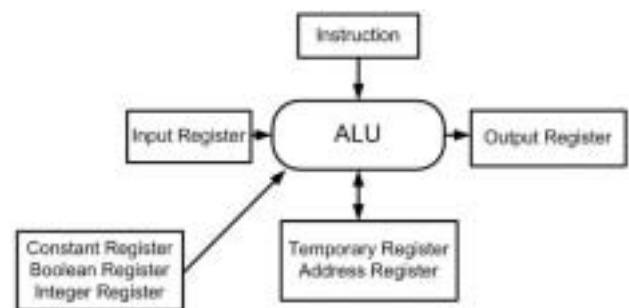 Instruction
Input Register
ALU
Output Register
Constant Register
Boolean Register
Integer Register
Temporary Register
Address Register